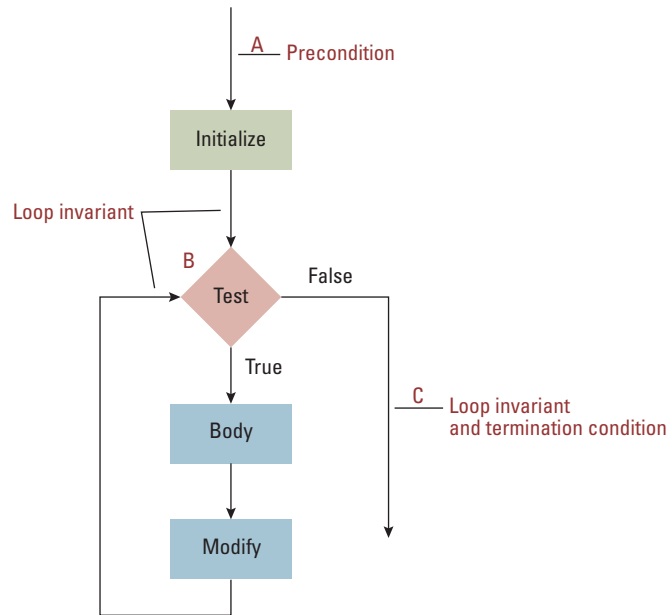 A Precondition
Initialize
Loop invariant
B
Test
False
True
C Loop invariant
and termination condition
Body
Modify